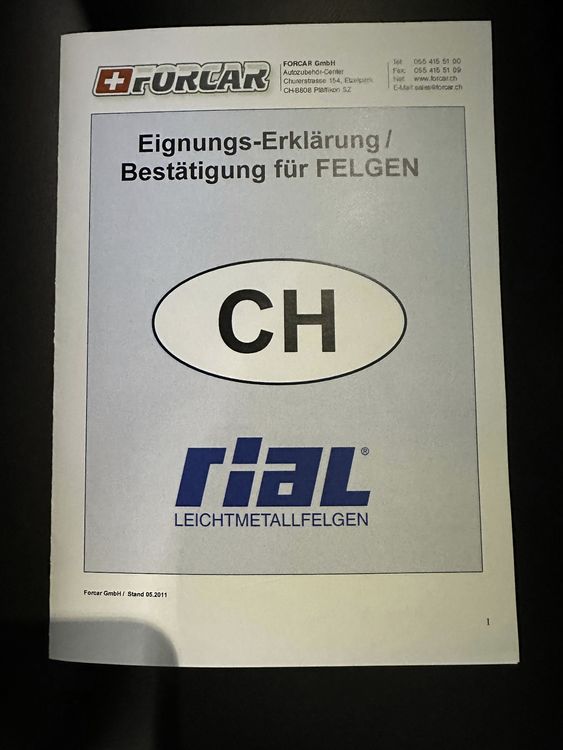 FORCAR
FORCAR GmbH
Autozubehör-Center
Churerstrasse 154, Etzelpark
CH-8808 Pfäffikon SZ
Tel: 055 415 51 00
Fax: 055 415 51 09
Net: www.forcar.ch
E-Mail: sales@forcar.ch
Eignungs-Erklärung /
Bestätigung für FELGEN
CH
rial®
LEICHTMETALLFELGEN
Forcar GmbH / Stand 05.2011
1